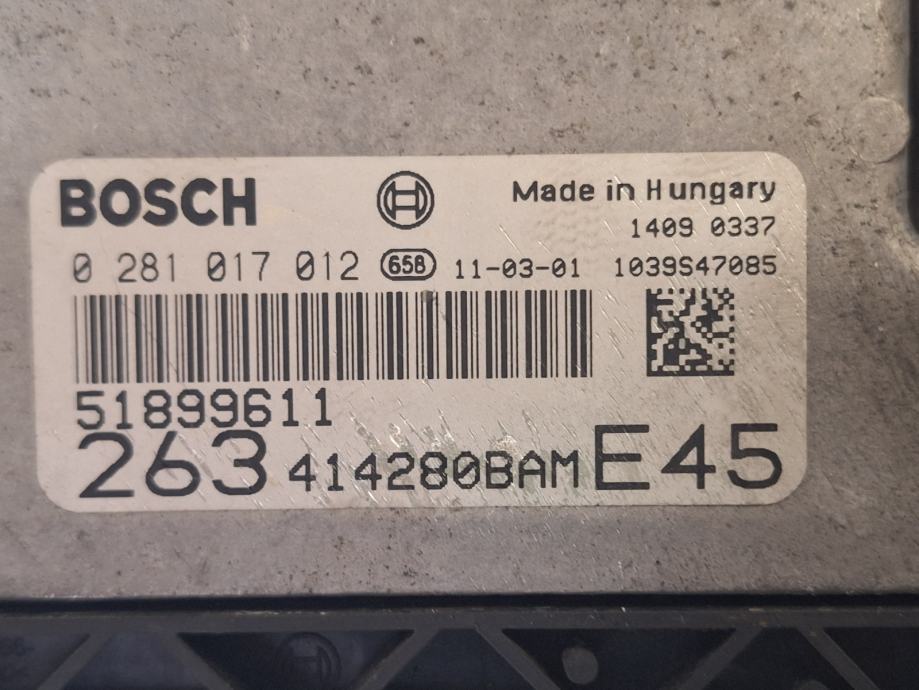 BOSCH Made in Hungary
1409 0337
0 281 017 012 658 11-03-01 1039S47085
51899611
263 414280BAM E45